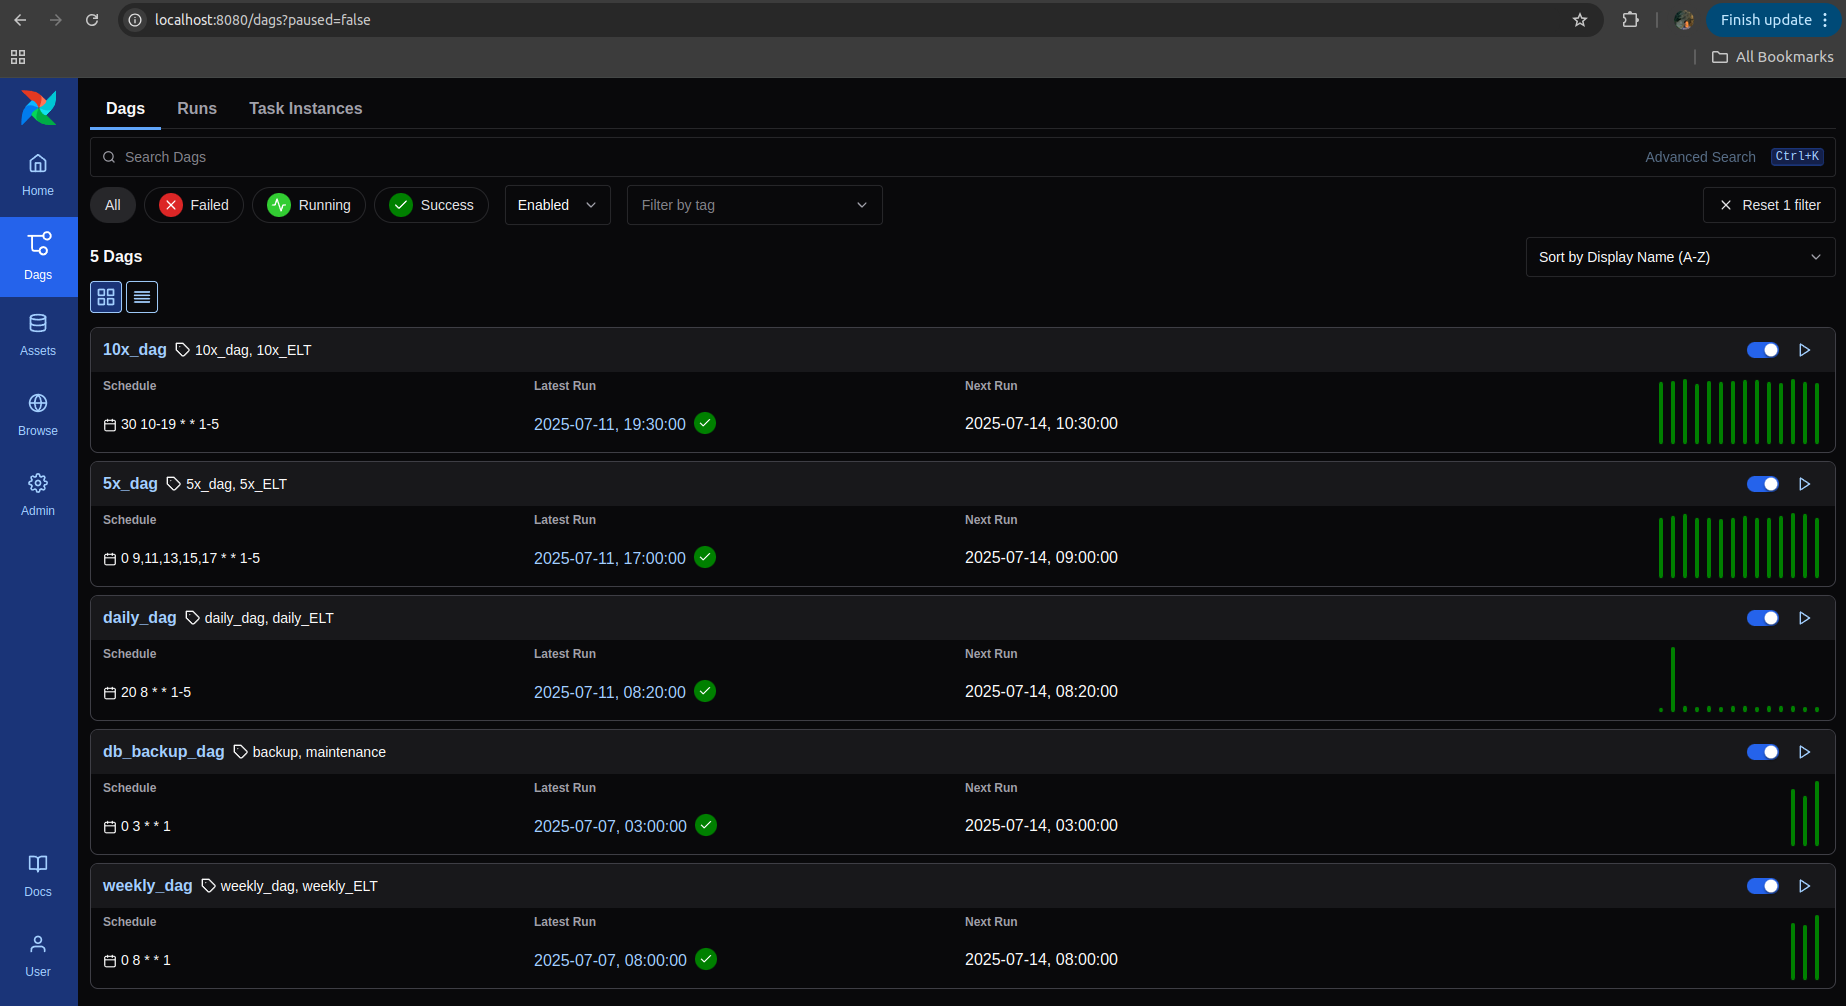 localhost:8080/dags?paused=false
Finish update
All Bookmarks
Dags Runs Task Instances
Search Dags Advanced Search Ctrl+K
All Failed Running Success Enabled Filter by tag Reset 1 filter
5 Dags Sort by Display Name (A-Z)
Home
Dags
Assets
Browse
Admin
Docs
User
10x_dag 10x_dag, 10x_ELT
Schedule Latest Run Next Run
30 10-19 * * 1-5 2025-07-11, 19:30:00 2025-07-14, 10:30:00
5x_dag 5x_dag, 5x_ELT
Schedule Latest Run Next Run
0 9,11,13,15,17 * * 1-5 2025-07-11, 17:00:00 2025-07-14, 09:00:00
daily_dag daily_dag, daily_ELT
Schedule Latest Run Next Run
20 8 * * 1-5 2025-07-11, 08:20:00 2025-07-14, 08:20:00
db_backup_dag backup, maintenance
Schedule Latest Run Next Run
0 3 * * 1 2025-07-07, 03:00:00 2025-07-14, 03:00:00
weekly_dag weekly_dag, weekly_ELT
Schedule Latest Run Next Run
0 8 * * 1 2025-07-07, 08:00:00 2025-07-14, 08:00:00